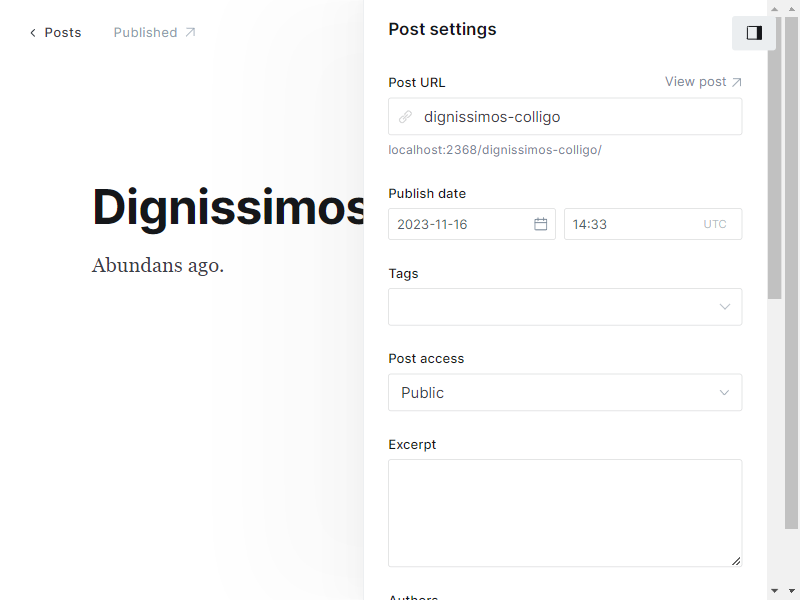 Posts
Published
Post settings
Post URL
View post
dignissimos-colligo
localhost:2368/dignissimos-colligo/
Dignissimos
Abundans ago.
Publish date
2023-11-16
14:33
UTC
Tags
Post access
Public
Excerpt
Authors